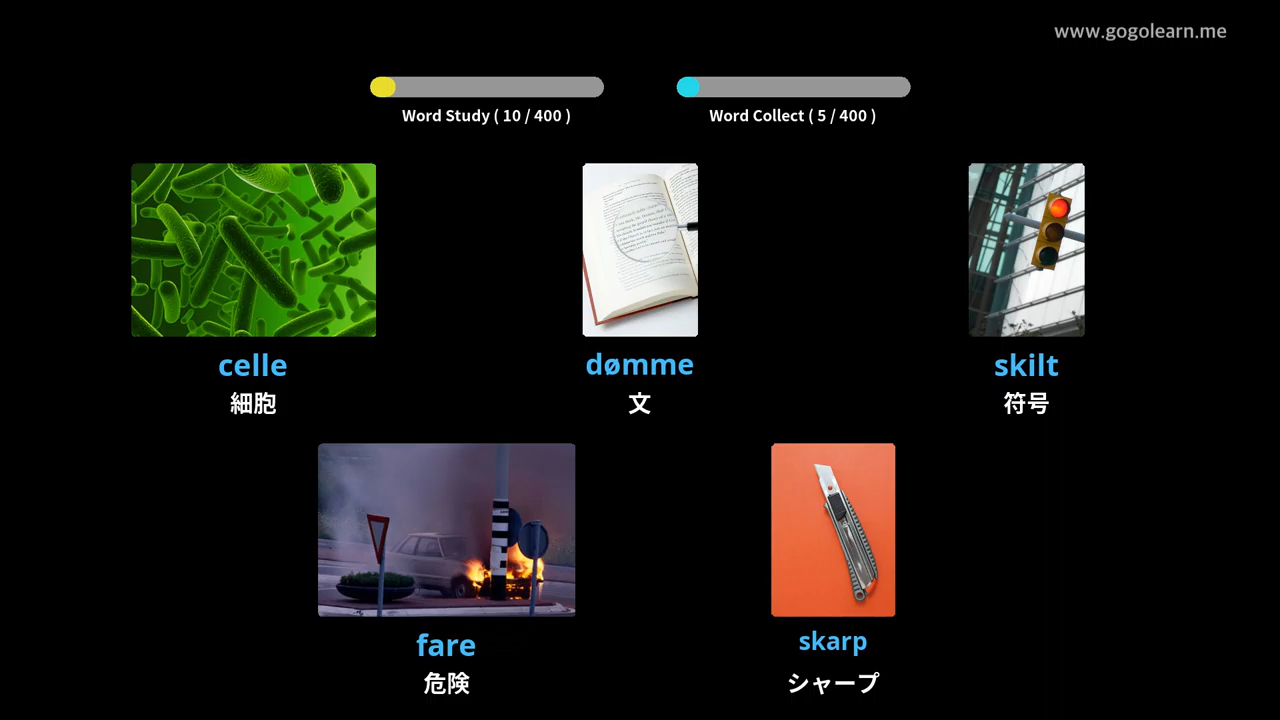 www.gogolearn.me
Word Study ( 10 / 400 )
Word Collect ( 5 / 400 )
celle
細胞
dømme
文
skilt
符号
fare
危険
skarp
シャープ